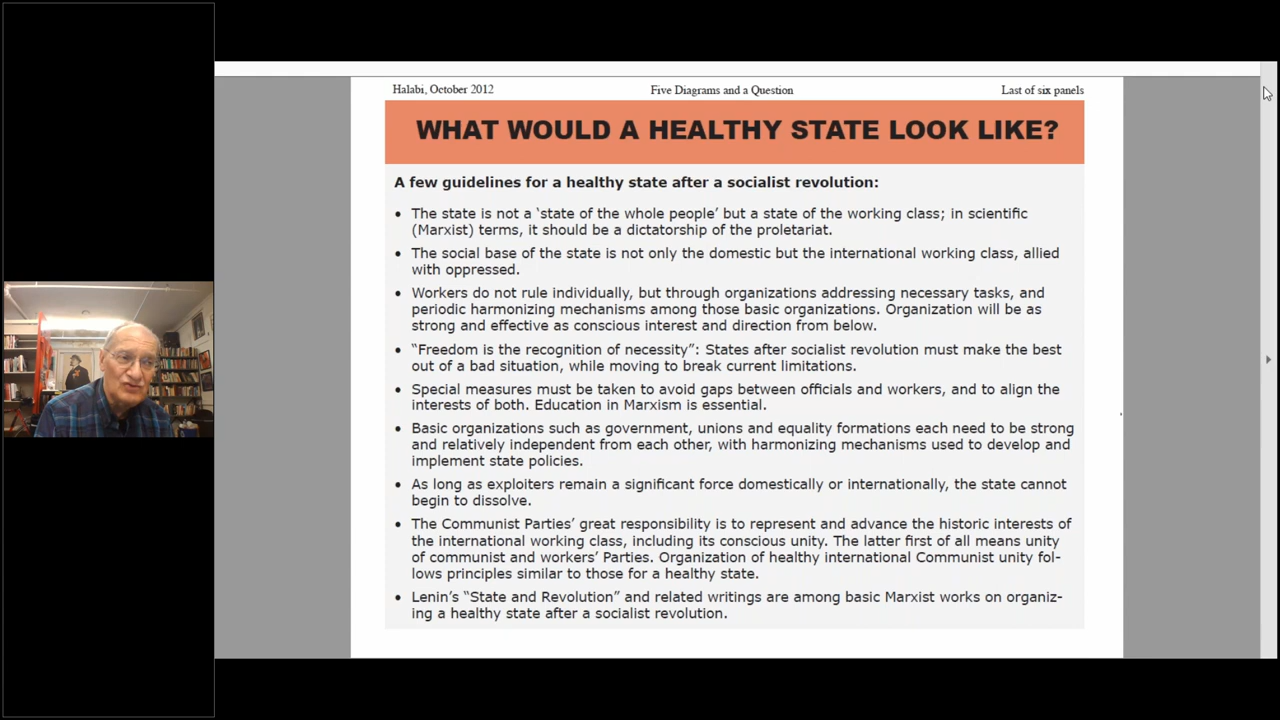 Halabi, October 2012 Five Diagrams and a Question Last of six panels
WHAT WOULD A HEALTHY STATE LOOK LIKE?
A few guidelines for a healthy state after a socialist revolution:
• The state is not a ‘state of the whole people’ but a state of the working class; in scientific
(Marxist) terms, it should be a dictatorship of the proletariat.
• The social base of the state is not only the domestic but the international working class, allied
with oppressed.
• Workers do not rule individually, but through organizations addressing necessary tasks, and
periodic harmonizing mechanisms among those basic organizations. Organization will be as
strong and effective as conscious interest and direction from below.
• “Freedom is the recognition of necessity”: States after socialist revolution must make the best
out of a bad situation, while moving to break current limitations.
• Special measures must be taken to avoid gaps between officials and workers, and to align the
interests of both. Education in Marxism is essential.
• Basic organizations such as government, unions and equality formations each need to be strong
and relatively independent from each other, with harmonizing mechanisms used to develop and
implement state policies.
• As long as exploiters remain a significant force domestically or internationally, the state cannot
begin to dissolve.
• The Communist Parties’ great responsibility is to represent and advance the historic interests of
the international working class, including its conscious unity. The latter first of all means unity
of communist and workers’ Parties. Organization of healthy international Communist unity fol-
lows principles similar to those for a healthy state.
• Lenin’s “State and Revolution” and related writings are among basic Marxist works on organiz-
ing a healthy state after a socialist revolution.